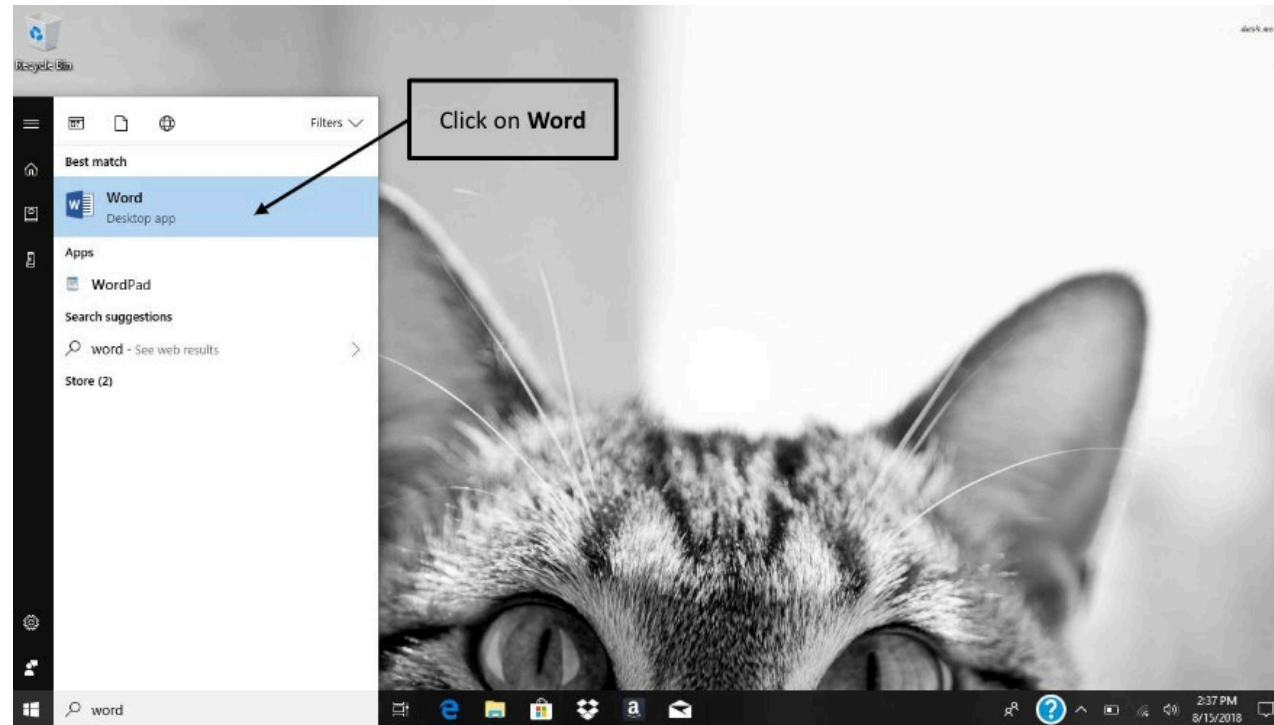 Recycle Bin
Click on Word
Filters
Best match
Word
Desktop app
Apps
WordPad
Search suggestions
word - See web results
Store (2)
word
a
2:37 PM
8/15/2018